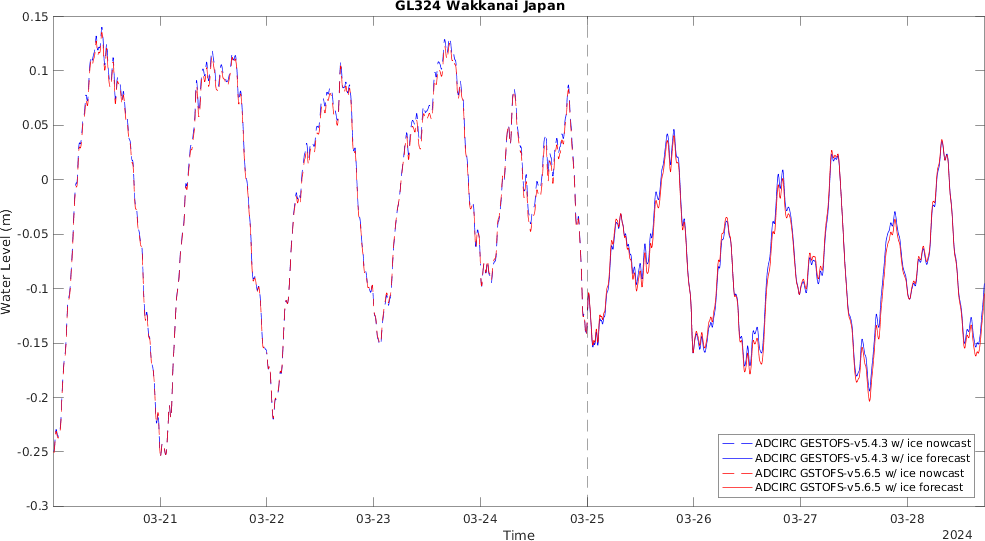 GL324 Wakkanai Japan
0.15
0.1
0.05
0
-0.05
-0.1
-0.15
-0.2
-0.25
-0.3
Water Level (m)
ADCIRC GESTOFS-v5.4.3 w/ ice nowcast
ADCIRC GESTOFS-v5.4.3 w/ ice forecast
ADCIRC GSTOFS-v5.6.5 w/ ice nowcast
ADCIRC GSTOFS-v5.6.5 w/ ice forecast
03-21 03-22 03-23 03-24 03-25 03-26 03-27 03-28
Time
2024